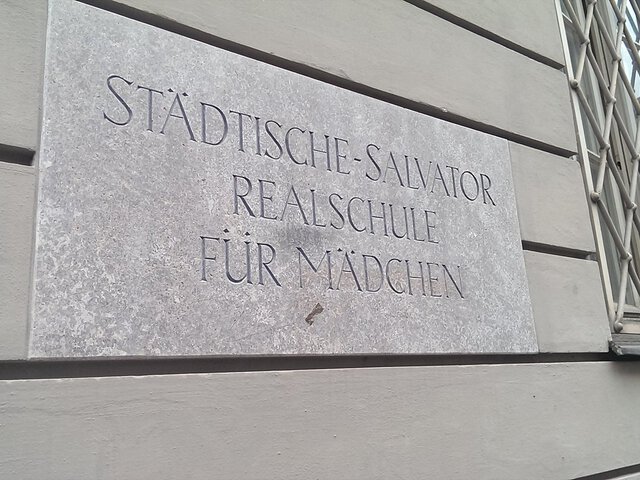 STÄDTISCHE-SALVATOR
REALSCHULE
FÜR MÄDCHEN